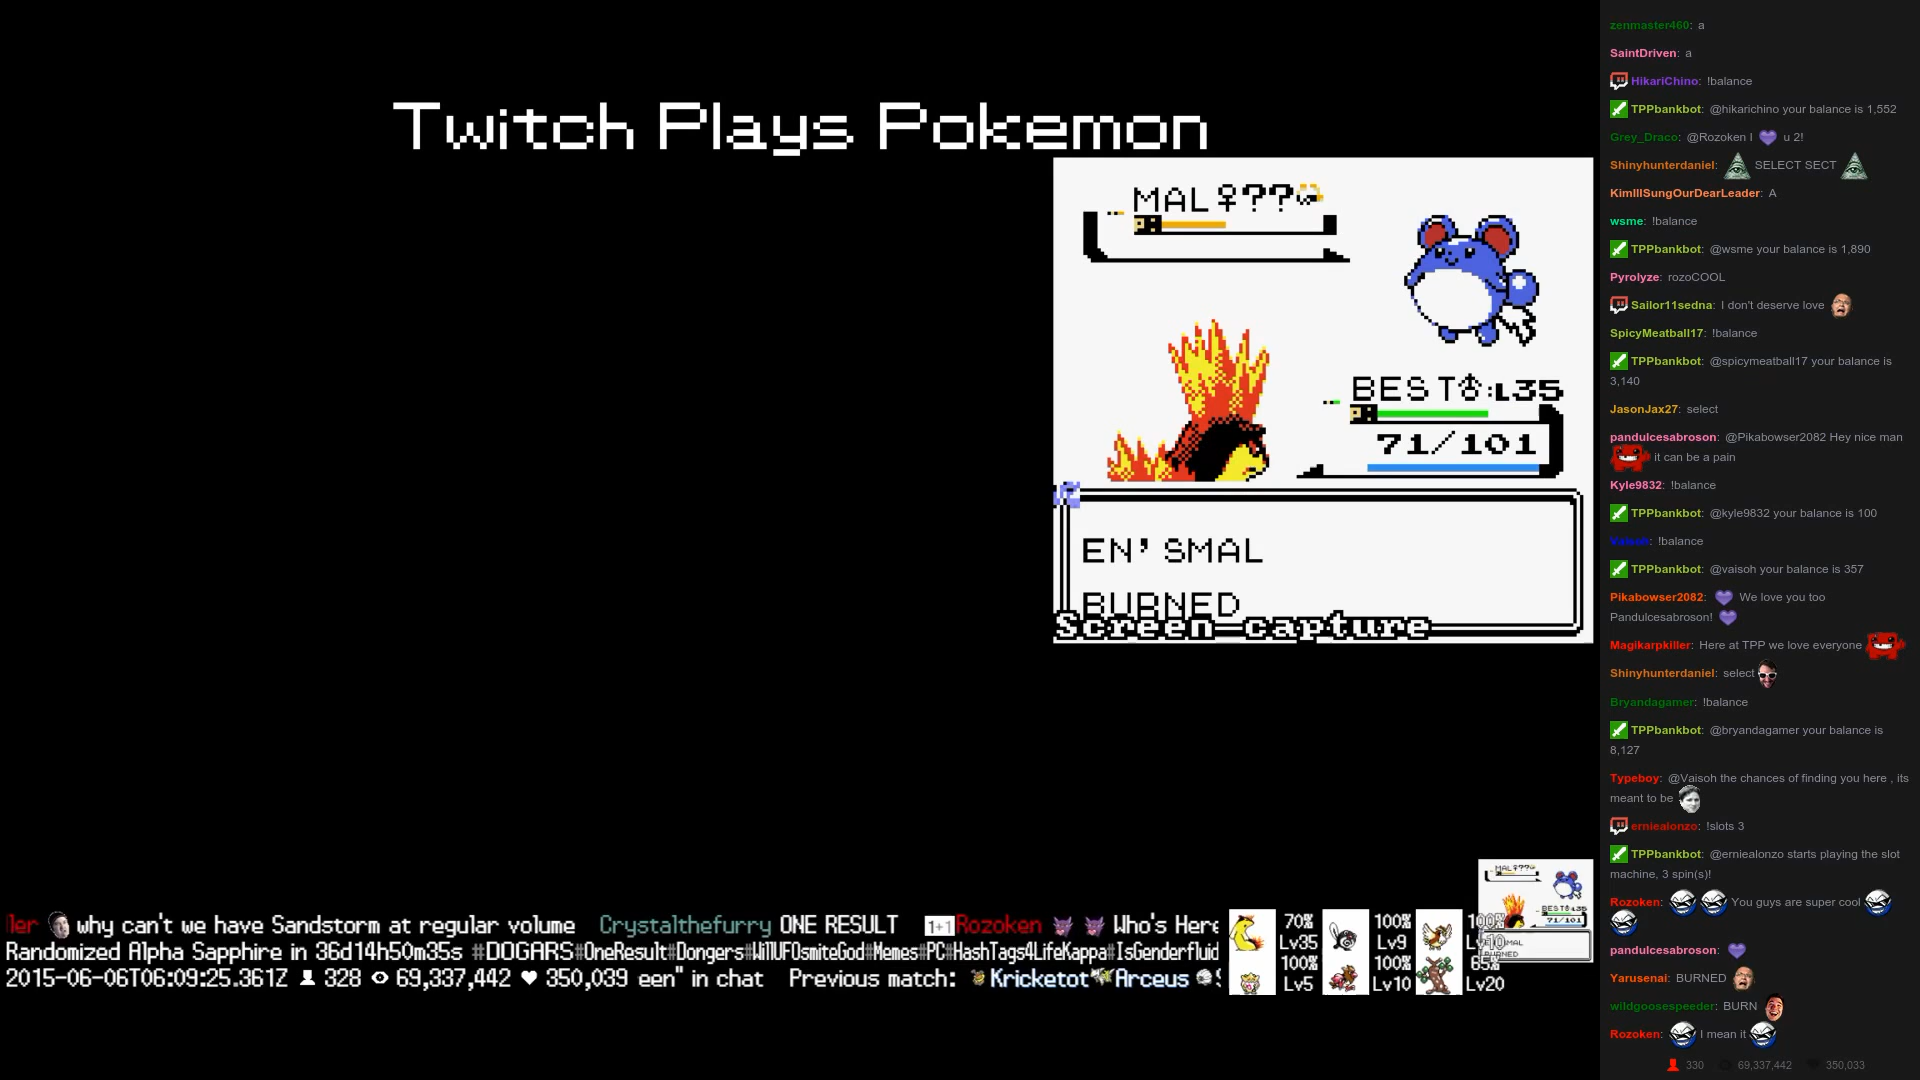 Twitch Plays Pokemon
MAL♀??
BEST♂:L35
71/101
EN'SMAL
BURNED
Screen capture
ler why can't we have Sandstorm at regular volume Crystalthefurry ONE RESULT 1+1 Rozoken Who's Here
Randomized Alpha Sapphire in 36d14h50m35s #DOGARS#OneResult#Dongers#WillUFOsmiteGod#Memes#PC#HashTags4LifeKappa#IsGenderfluid
2015-06-06T06:09:25.361Z 328 69,337,442 350,039 een" in chat Previous match: Kricketot Arceus
70% 100% 100%
Lv35 Lv9
100% 100% 85%
Lv5 Lv10 Lv20
zenmaster460: a
SaintDriven: a
HikariChino: !balance
TPPbankbot: @hikarichino your balance is 1,552
Grey_Draco: @Rozoken I u 2!
Shinyhunterdaniel: SELECT SECT
KimIllSungOurDearLeader: A
wsme: !balance
TPPbankbot: @wsme your balance is 1,890
Pyrolyze: rozoCOOL
Sailor11sedna: I don't deserve love
SpicyMeatball17: !balance
TPPbankbot: @spicymeatball17 your balance is
3,140
JasonJax27: select
pandulcesabroson: @Pikabowser2082 Hey nice man
it can be a pain
Kyle9832: !balance
TPPbankbot: @kyle9832 your balance is 100
Vaisoh: !balance
TPPbankbot: @vaisoh your balance is 357
Pikabowser2082: We love you too
Pandulcesabroson!
Magikarpkiller: Here at TPP we love everyone
Shinyhunterdaniel: select
Bryandagamer: !balance
TPPbankbot: @bryandagamer your balance is
8,127
Typeboy: @Vaisoh the chances of finding you here , its
meant to be
erniealonzo: !slots 3
TPPbankbot: @erniealonzo starts playing the slot
machine, 3 spin(s)!
Rozoken: You guys are super cool
pandulcesabroson:
Yarusenai: BURNED
wildgoosespeeder: BURN
Rozoken: I mean it
330 69,337,442 350,033